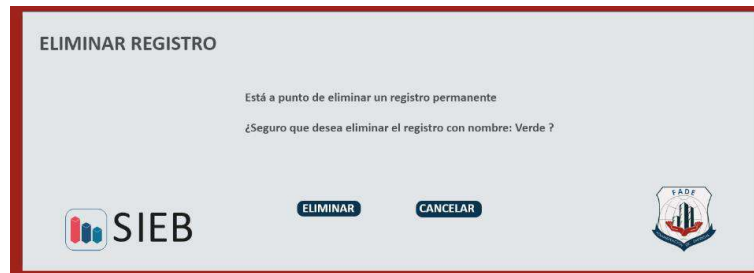 ELIMINAR REGISTRO
Está a punto de eliminar un registro permanente
¿Seguro que desea eliminar el registro con nombre: Verde ?
ELIMINAR CANCELAR
SIEB
FADE